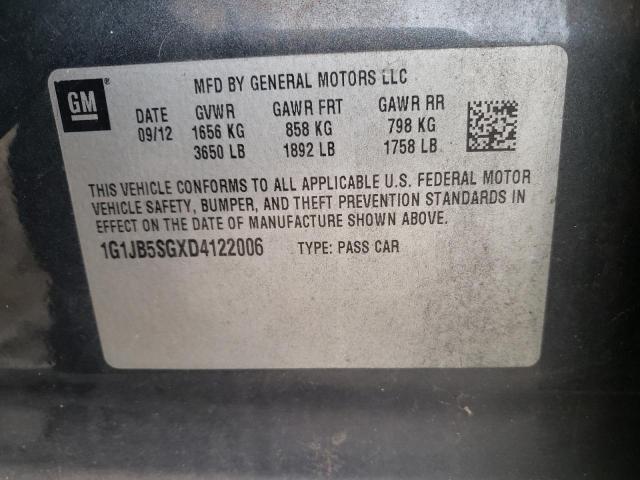 MFD BY GENERAL MOTORS LLC
GM®
DATE GVWR GAWR FRT GAWR RR
09/12 1656 KG 858 KG 798 KG
3650 LB 1892 LB 1758 LB
THIS VEHICLE CONFORMS TO ALL APPLICABLE U.S. FEDERAL MOTOR
VEHICLE SAFETY, BUMPER, AND THEFT PREVENTION STANDARDS IN
EFFECT ON THE DATE OF MANUFACTURE SHOWN ABOVE.
1G1JB5SGXD4122006 TYPE: PASS CAR